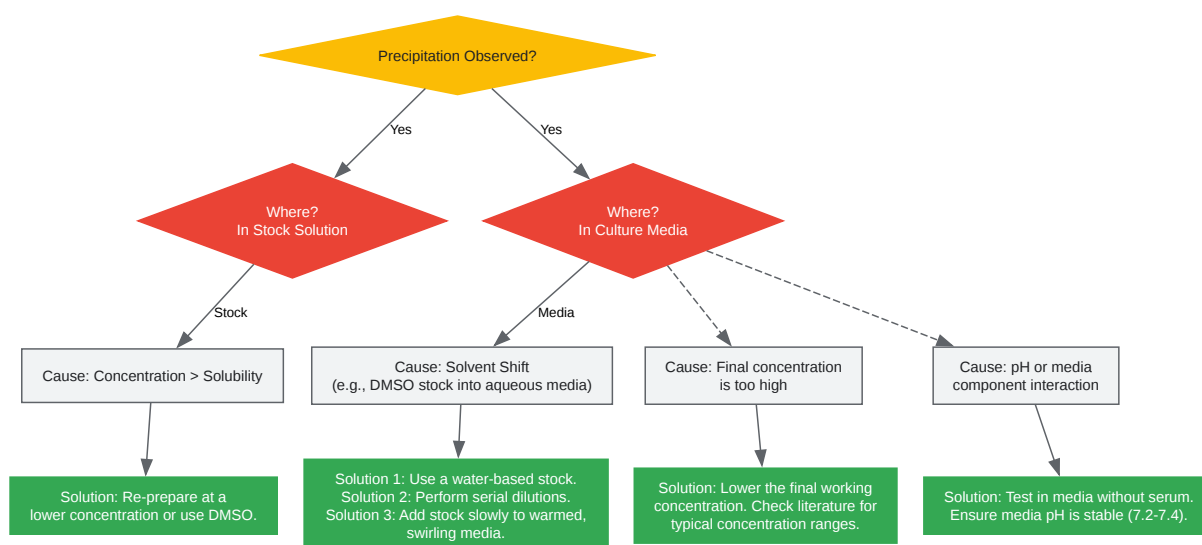 Precipitation Observed?
Yes
Yes
Where?
In Stock Solution
Where?
In Culture Media
Stock
Media
Cause: Concentration > Solubility
Cause: Solvent Shift
(e.g., DMSO stock into aqueous media)
Cause: Final concentration
is too high
Cause: pH or media
component interaction
Solution: Re-prepare at a
lower concentration or use DMSO.
Solution 1: Use a water-based stock.
Solution 2: Perform serial dilutions.
Solution 3: Add stock slowly to warmed,
swirling media.
Solution: Lower the final working
concentration. Check literature for
typical concentration ranges.
Solution: Test in media without serum.
Ensure media pH is stable (7.2-7.4).